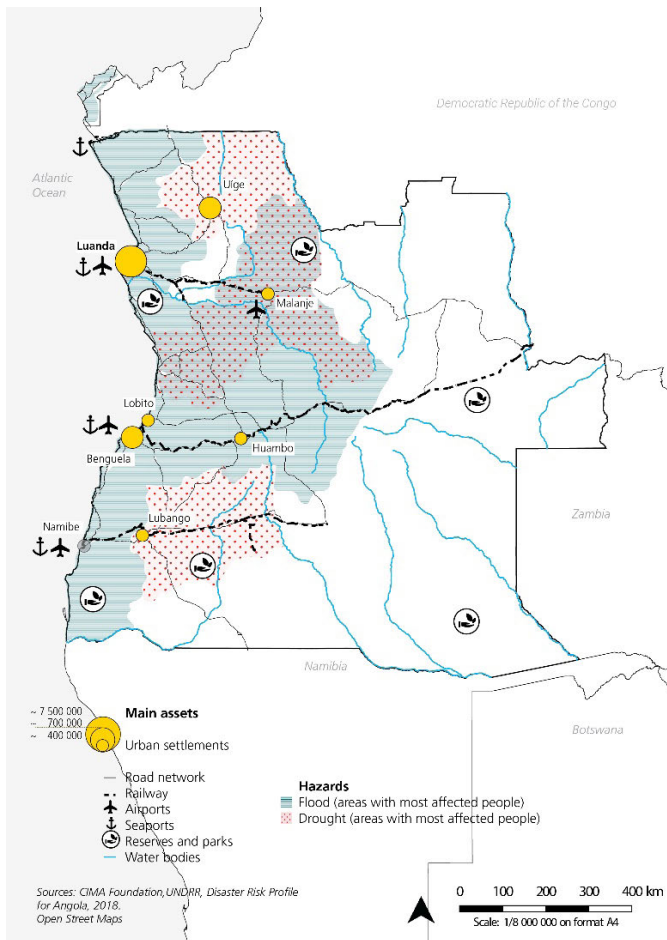 Democratic Republic of the Congo
Atlantic
Ocean
Uíge
Luanda
Malanje
Lobito
Benguela
Huambo
Namibe
Lubango
Zambia
Namibia
Botswana
~ 7 500 000
~ 700 000
~ 400 000
Main assets
Urban settlements
Road network
Railway
Airports
Seaports
Reserves and parks
Water bodies
Hazards
Flood (areas with most affected people)
Drought (areas with most affected people)
Sources: CIMA Foundation,UNDRR, Disaster Risk Profile
for Angola, 2018.
Open Street Maps
0 100 200 300 400 km
Scale: 1/8 000 000 on format A4